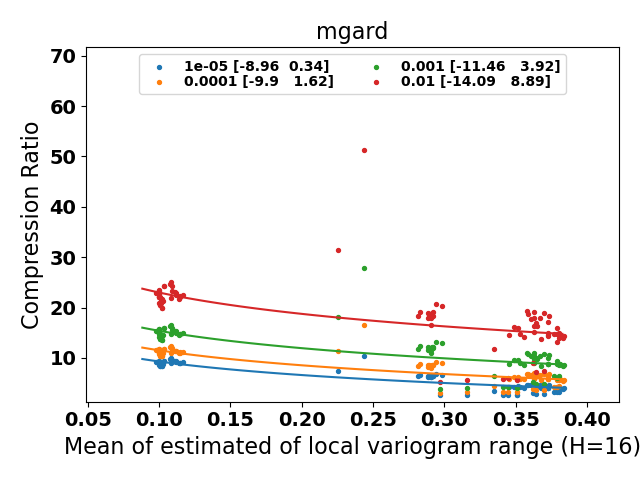 mgard
1e-05 [-8.96  0.34]
0.0001 [-9.9   1.62]
0.001 [-11.46   3.92]
0.01 [-14.09   8.89]
Compression Ratio
70
60
50
40
30
20
10
0.05 0.10 0.15 0.20 0.25 0.30 0.35 0.40
Mean of estimated of local variogram range (H=16)